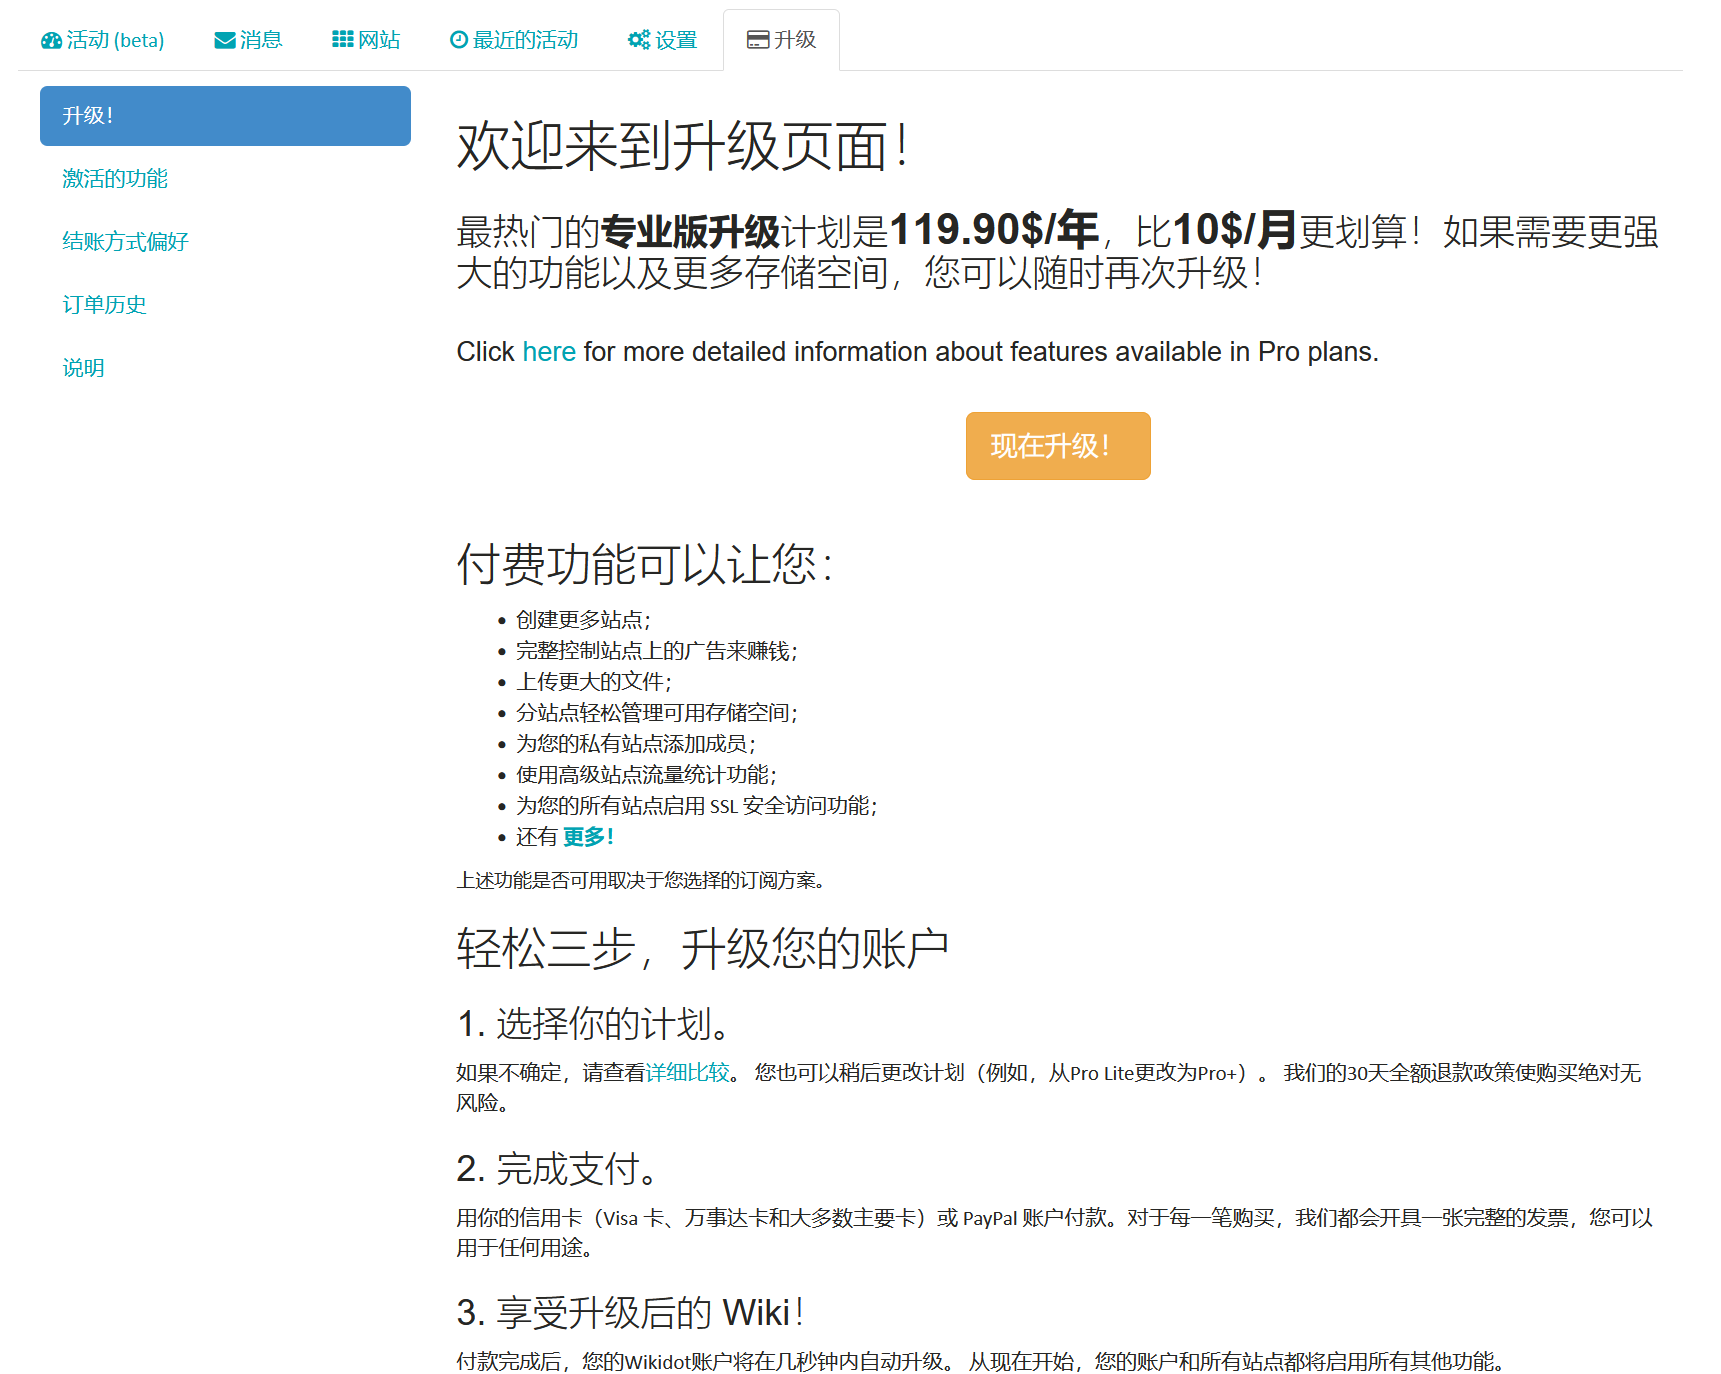 活动 (beta) 消息 网站 最近的活动 设置 升级
升级！
激活的功能
结账方式偏好
订单历史
说明
欢迎来到升级页面！
最热门的专业版升级计划是119.90$/年，比10$/月更划算！如果需要更强
大的功能以及更多存储空间，您可以随时再次升级！
Click here for more detailed information about features available in Pro plans.
现在升级！
付费功能可以让您：
创建更多站点；
完整控制站点上的广告来赚钱；
上传更大的文件；
分站点轻松管理可用存储空间；
为您的私有站点添加成员；
使用高级站点流量统计功能；
为您的所有站点启用 SSL 安全访问功能；
还有 更多！
上述功能是否可用取决于您选择的订阅方案。
轻松三步，升级您的账户
1. 选择你的计划。
如果不确定，请查看详细比较。 您也可以稍后更改计划（例如，从Pro Lite更改为Pro+）。 我们的30天全额退款政策使购买绝对无
风险。
2. 完成支付。
用你的信用卡（Visa 卡、万事达卡和大多数主要卡）或 PayPal 账户付款。对于每一笔购买，我们都会开具一张完整的发票，您可以
用于任何用途。
3. 享受升级后的 Wiki！
付款完成后，您的Wikidot账户将在几秒钟内自动升级。 从现在开始，您的账户和所有站点都将启用所有其他功能。